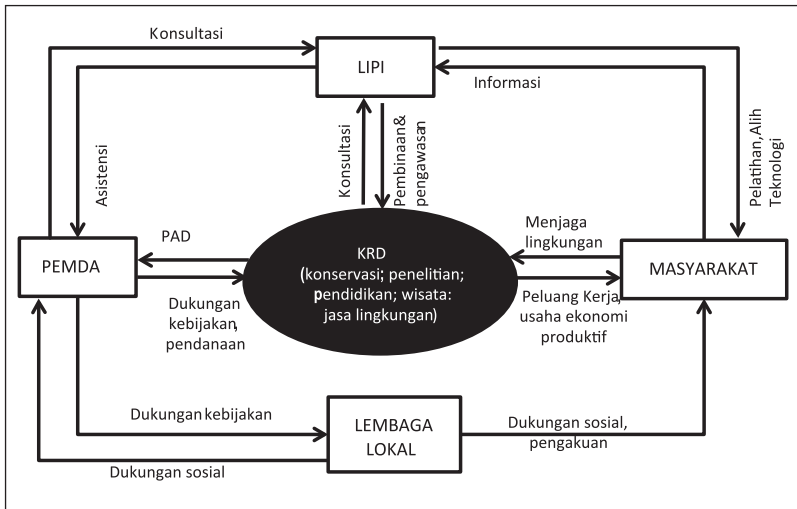 Konsultasi
LIPI
Informasi
Asistensi
Konsultasi
Pembinaan&
pengawasan
Pelatihan,Alih
Teknologi
PEMDA
PAD
Dukungan
kebijakan,
pendanaan
KRD
(konservasi; penelitian;
pendidikan; wisata:
jasa lingkungan)
Menjaga
lingkungan
Peluang Kerja,
usaha ekonomi
produktif
MASYARAKAT
Dukungan kebijakan
Dukungan sosial
LEMBAGA
LOKAL
Dukungan sosial,
pengakuan